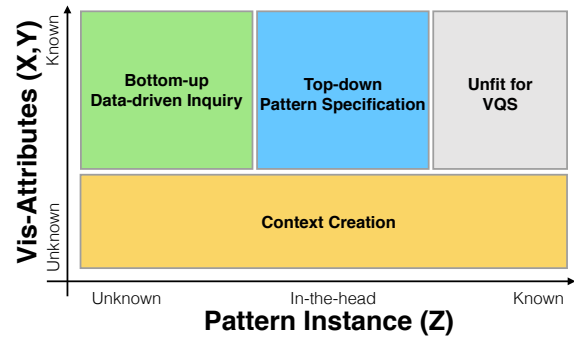 Vis-Attributes (X,Y)
Known
Unknown
Bottom-up
Data-driven Inquiry
Top-down
Pattern Specification
Unfit for
VQS
Context Creation
Unknown
In-the-head
Known
Pattern Instance (Z)